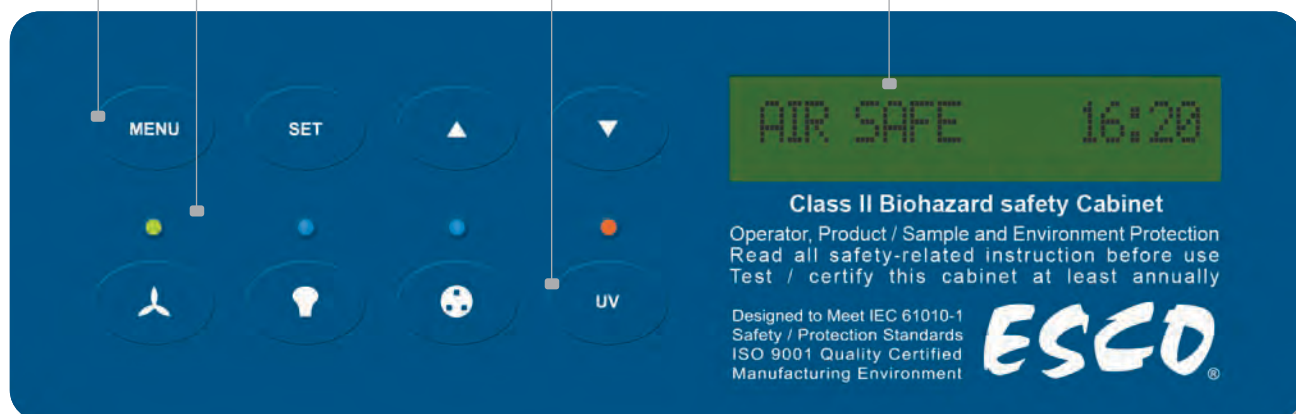 MENU SET
AIR SAFE 16:20
UV
Class II Biohazard safety Cabinet
Operator, Product / Sample and Environment Protection
Read all safety-related instruction before use
Test / certify this cabinet at least annually
Designed to Meet IEC 61010-1
Safety / Protection Standards
ISO 9001 Quality Certified
Manufacturing Environment
ESCO®